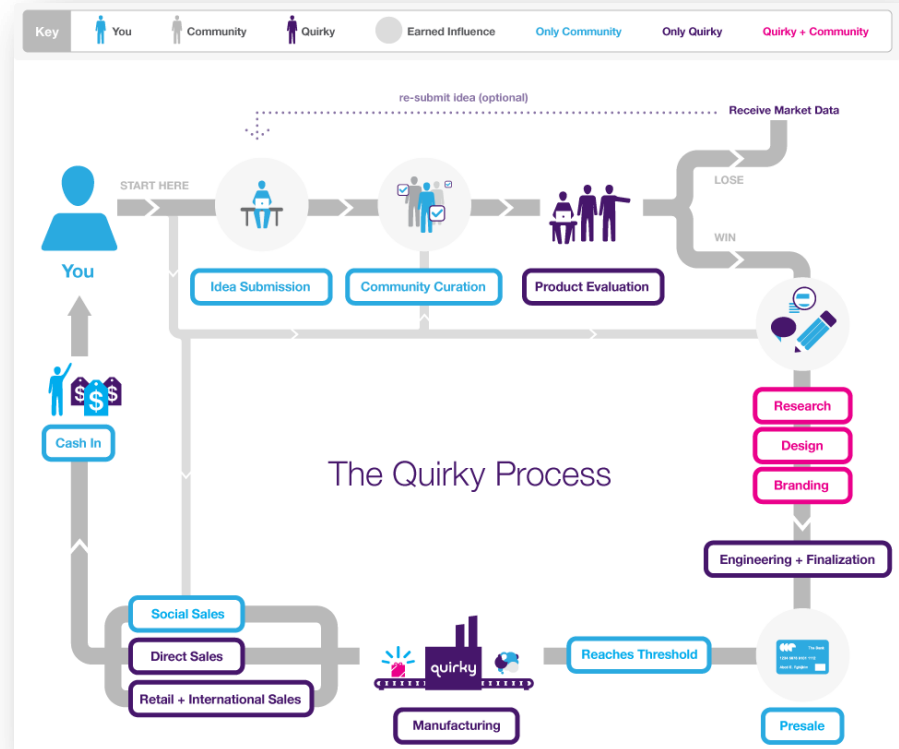 Key
You
Community
Quirky
Earned Influence
Only Community
Only Quirky
Quirky + Community
re-submit idea (optional)
Receive Market Data
START HERE
LOSE
WIN
You
Idea Submission
Community Curation
Product Evaluation
$ $ $
Cash In
Research
Design
Branding
The Quirky Process
Engineering + Finalization
Social Sales
Direct Sales
Retail + International Sales
quirky
Manufacturing
Reaches Threshold
Presale